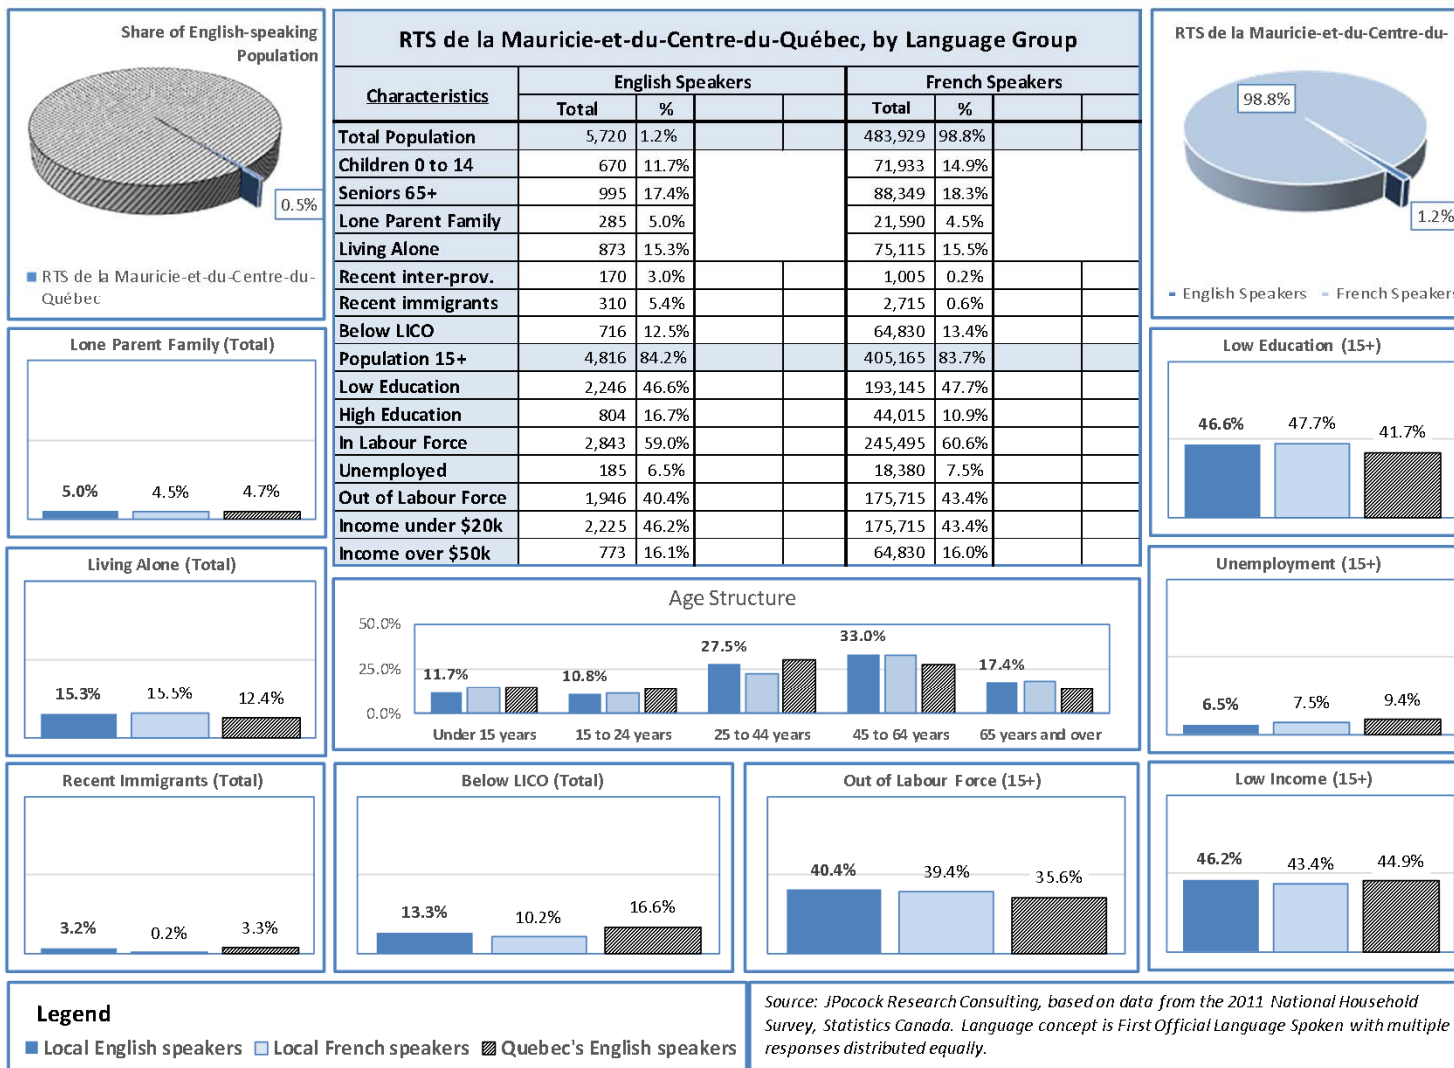 Share of English-speaking
Population
0.5%
RTS de la Mauricie-et-du-Centre-du-
Québec
RTS de la Mauricie-et-du-Centre-du-Québec, by Language Group
Characteristics English Speakers French Speakers
Total % Total %
Total Population 5,720 1.2% 483,929 98.8%
Children 0 to 14 670 11.7% 71,933 14.9%
Seniors 65+ 995 17.4% 88,349 18.3%
Lone Parent Family 285 5.0% 21,590 4.5%
Living Alone 873 15.3% 75,115 15.5%
Recent inter-prov. 170 3.0% 1,005 0.2%
Recent immigrants 310 5.4% 2,715 0.6%
Below LICO 716 12.5% 64,830 13.4%
Population 15+ 4,816 84.2% 405,165 83.7%
Low Education 2,246 46.6% 193,145 47.7%
High Education 804 16.7% 44,015 10.9%
In Labour Force 2,843 59.0% 245,495 60.6%
Unemployed 185 6.5% 18,380 7.5%
Out of Labour Force 1,946 40.4% 175,715 43.4%
Income under $20k 2,225 46.2% 175,715 43.4%
Income over $50k 773 16.1% 64,830 16.0%
RTS de la Mauricie-et-du-Centre-du-
98.8%
1.2%
English Speakers French Speakers
Lone Parent Family (Total)
5.0% 4.5% 4.7%
Low Education (15+)
46.6% 47.7% 41.7%
Living Alone (Total)
15.3% 15.5% 12.4%
Age Structure
50.0%
25.0%
0.0%
11.7% 10.8% 27.5% 33.0% 17.4%
Under 15 years 15 to 24 years 25 to 44 years 45 to 64 years 65 years and over
Unemployment (15+)
6.5% 7.5% 9.4%
Recent Immigrants (Total)
3.2% 0.2% 3.3%
Below LICO (Total)
13.3% 10.2% 16.6%
Out of Labour Force (15+)
40.4% 39.4% 35.6%
Low Income (15+)
46.2% 43.4% 44.9%
Legend
Local English speakers Local French speakers Quebec's English speakers
Source: JPocock Research Consulting, based on data from the 2011 National Household
Survey, Statistics Canada. Language concept is First Official Language Spoken with multiple
responses distributed equally.